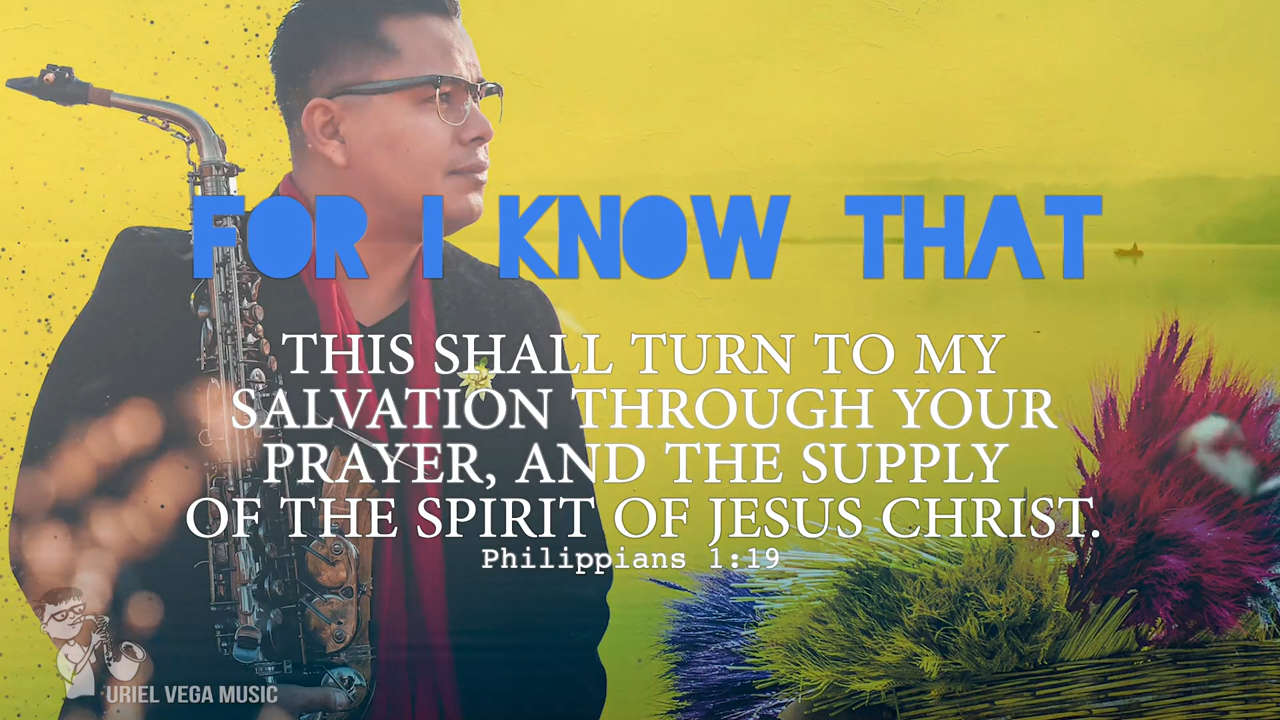 FOR I KNOW THAT
THIS SHALL TURN TO MY
SALVATION THROUGH YOUR
PRAYER, AND THE SUPPLY
OF THE SPIRIT OF JESUS CHRIST.
Philippians 1:19
URIEL VEGA MUSIC